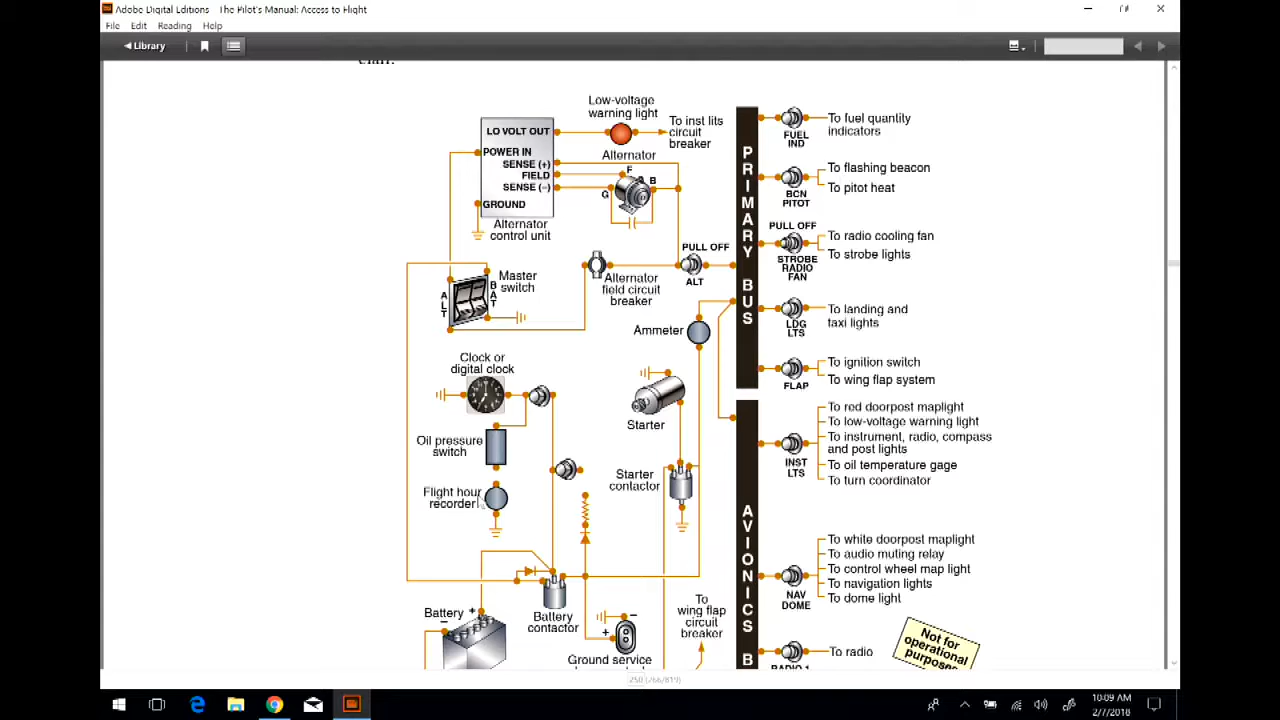 Adobe Digital Editions - The Pilot's Manual: Access to Flight
File Edit Reading Help
Library
clair.
Low-voltage
warning light
To inst lits
circuit
breaker
LO VOLT OUT
POWER IN
SENSE (+)
FIELD
SENSE (–)
GROUND
Alternator
control unit
Alternator
F
A
B
G
PULL OFF
ALT
Alternator
field circuit
breaker
Master
switch
ALT
BAT
Ammeter
Clock or
digital clock
Oil pressure
switch
Flight hour
recorder
Starter
Starter
contactor
Battery
+
–
Battery
contactor
–
+
Ground service
To
wing flap
circuit
breaker
PRIMARY BUS
AVIONICS B
FUEL
IND
To fuel quantity
indicators
BCN
PITOT
To flashing beacon
To pitot heat
PULL OFF
STROBE
RADIO
FAN
To radio cooling fan
To strobe lights
LDG
LTS
To landing and
taxi lights
FLAP
To ignition switch
To wing flap system
INST
LTS
To red doorpost maplight
To low-voltage warning light
To instrument, radio, compass
and post lights
To oil temperature gage
To turn coordinator
NAV
DOME
To white doorpost maplight
To audio muting relay
To control wheel map light
To navigation lights
To dome light
RADIO 1
To radio
Not for
operational
purposes
250 (266/819)
10:09 AM
2/7/2018